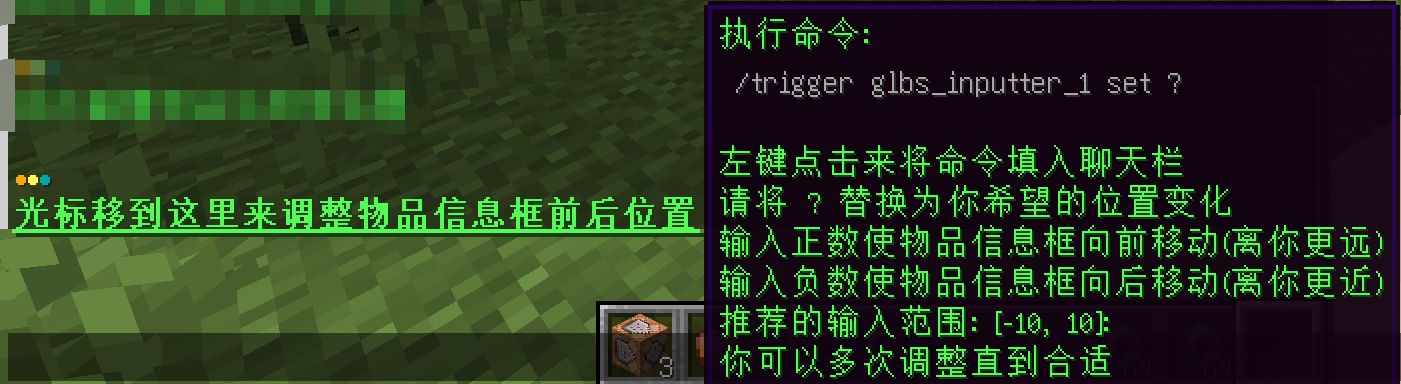 光标移到这里来调整物品信息框前后位置
执行命令:
/trigger glbs_inputter_1 set ?
左键点击来将命令填入聊天栏
请将 ? 替换为你希望的位置变化
输入正数使物品信息框向前移动(离你更远)
输入负数使物品信息框向后移动(离你更近)
推荐的输入范围: [-10, 10]:
你可以多次调整直到合适
3
64
64